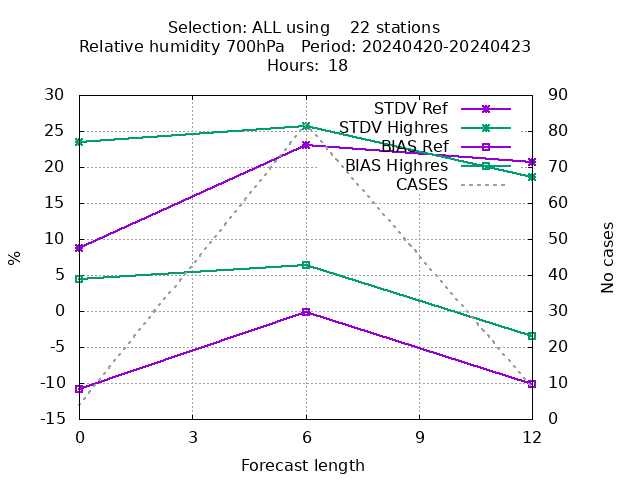 Selection: ALL using    22 stations
Relative humidity 700hPa   Period: 20240420-20240423
Hours:  18
STDV Ref
STDV Highres
BIAS Ref
BIAS Highres
CASES
30
25
20
15
10
5
0
-5
-10
-15
%
90
80
70
60
50
40
30
20
10
0
No cases
0 3 6 9 12
Forecast length